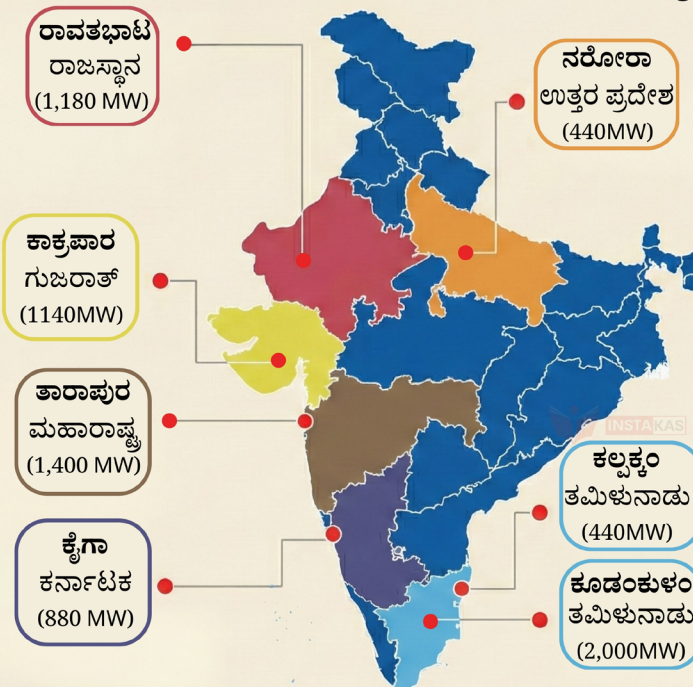 ರಾವತಭಾಟ
ರಾಜಸ್ಥಾನ
(1,180 MW)
ನರೋರಾ
ಉತ್ತರ ಪ್ರದೇಶ
(440MW)
ಕಾಕ್ರಪಾರ
ಗುಜರಾತ್
(1140MW)
ತಾರಾಪುರ
ಮಹಾರಾಷ್ಟ್ರ
(1,400 MW)
INSTAKAS
ಕಲ್ಪಕ್ಕಂ
ತಮಿಳುನಾಡು
(440MW)
ಕೈಗಾ
ಕರ್ನಾಟಕ
(880 MW)
ಕೂಡಂಕುಳಂ
ತಮಿಳುನಾಡು
(2,000MW)